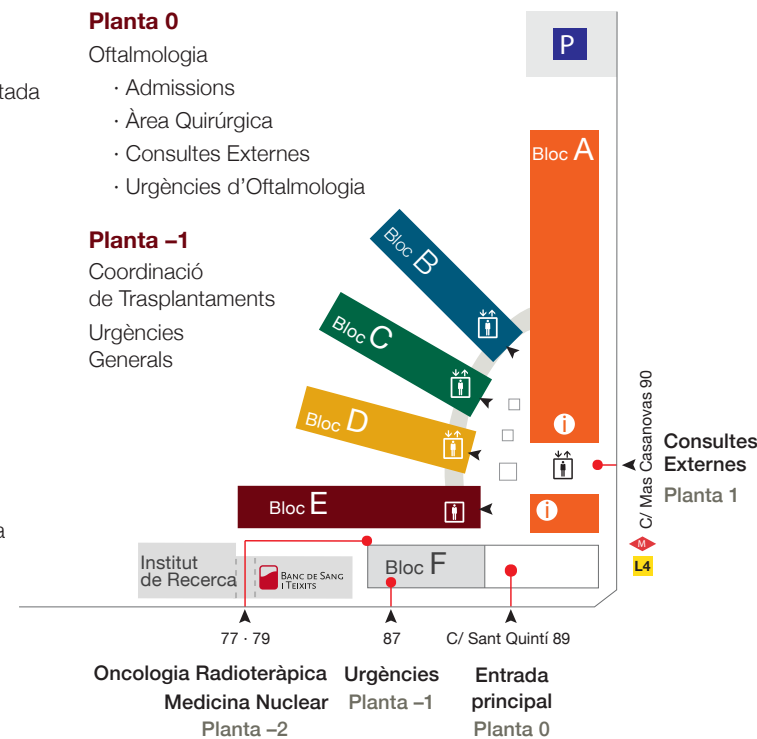 Planta 0
Oftalmologia
· Admissions
· Àrea Quirúrgica
· Consultes Externes
· Urgències d'Oftalmologia
Planta –1
Coordinació
de Trasplantaments
Urgències
Generals
tada
a
P
Bloc A
Bloc B
Bloc C
Bloc D
Bloc E
Bloc F
i
i
C/ Mas Casanovas 90
Consultes
Externes
Planta 1
M
L4
Institut
de Recerca
Banc de Sang
i Teixits
77 · 79
87
C/ Sant Quintí 89
Oncologia Radioteràpica
Medicina Nuclear
Planta –2
Urgències
Planta –1
Entrada
principal
Planta 0